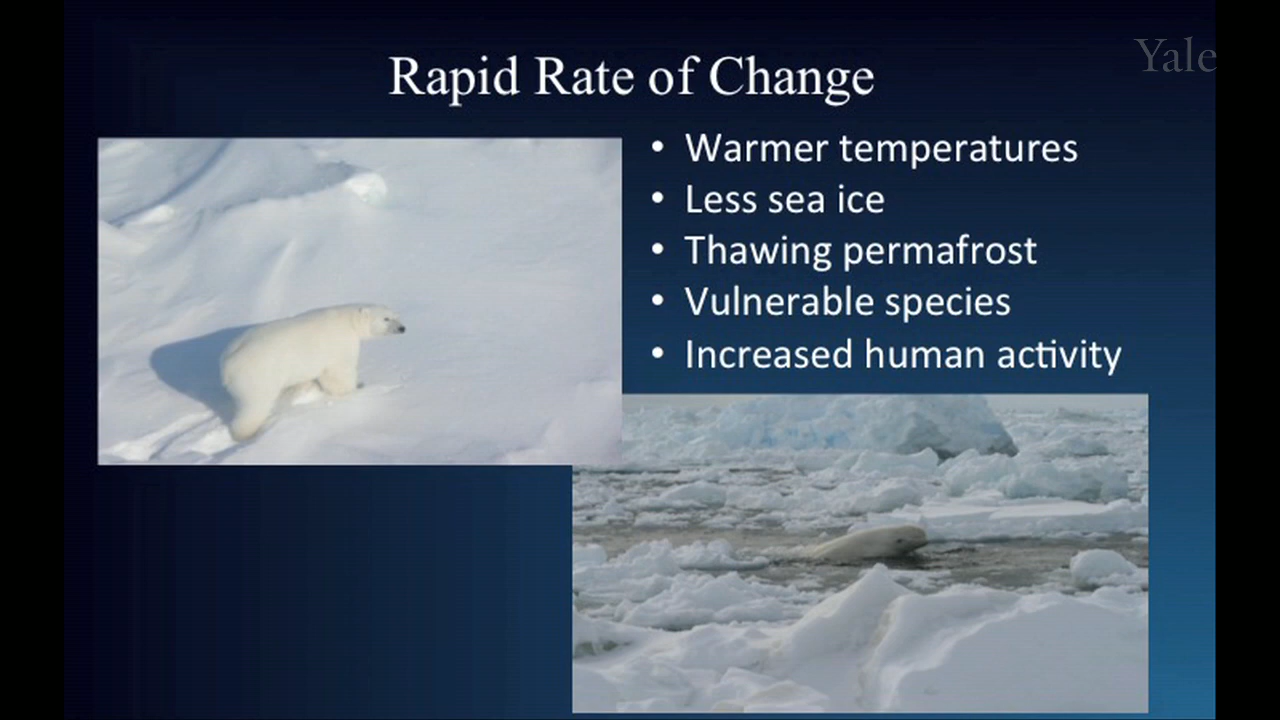 Yale
Rapid Rate of Change
• Warmer temperatures
• Less sea ice
• Thawing permafrost
• Vulnerable species
• Increased human activity